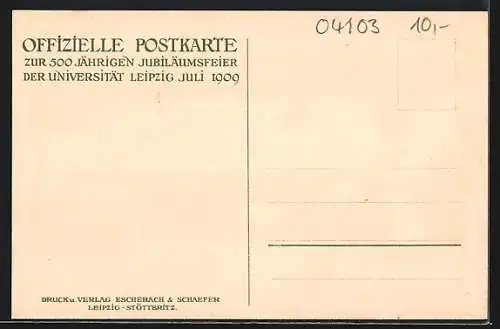 04103 10,-
OFFIZIELLE POSTKARTE
ZUR 500 JÄHRIGEN JUBILÄUMSFEIER
DER UNIVERSITÄT LEIPZIG JULI 1909
DRUCK u. VERLAG ESCHEBACH & SCHAEFER
LEIPZIG-STÖTTERITZ.